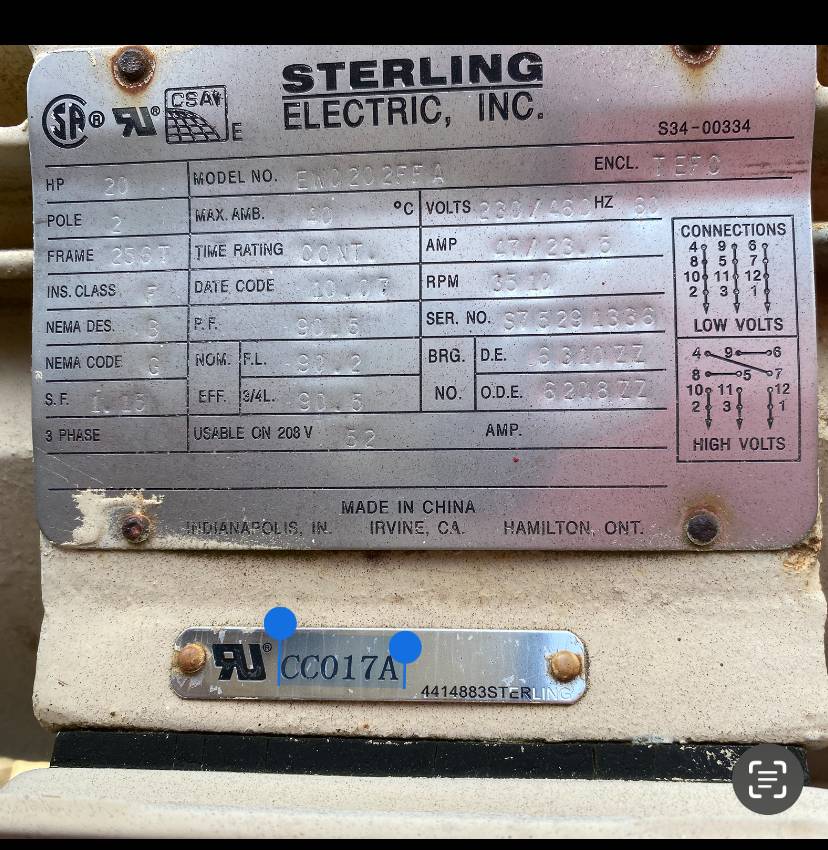 STERLING
ELECTRIC, INC.
SA® UR® CSA E
S34-00334
HP 20 MODEL NO. ENCL. TEFC
POLE 2 MAX. AMB. 40 °C VOLTS 230/460 HZ 60
FRAME 256T TIME RATING CONT. AMP 47/23.5
INS. CLASS F DATE CODE 10.07 RPM 3510
NEMA DES. B P.F. 90.5 SER. NO.
NEMA CODE G NOM. F.L. 90.2 BRG. D.E. 6310ZZ
S.F. 1.15 EFF. 3/4L. 90.5 NO. O.D.E. 6208ZZ
3 PHASE USABLE ON 208V 52 AMP.
CONNECTIONS
4 9 6
8 5 7
10 11 12
2 3 1
LOW VOLTS
4 9 6
8 5 7
10 11 12
2 3 1
HIGH VOLTS
MADE IN CHINA
INDIANAPOLIS, IN. IRVINE, CA. HAMILTON, ONT.
UR® CC017A
4414883STERLING